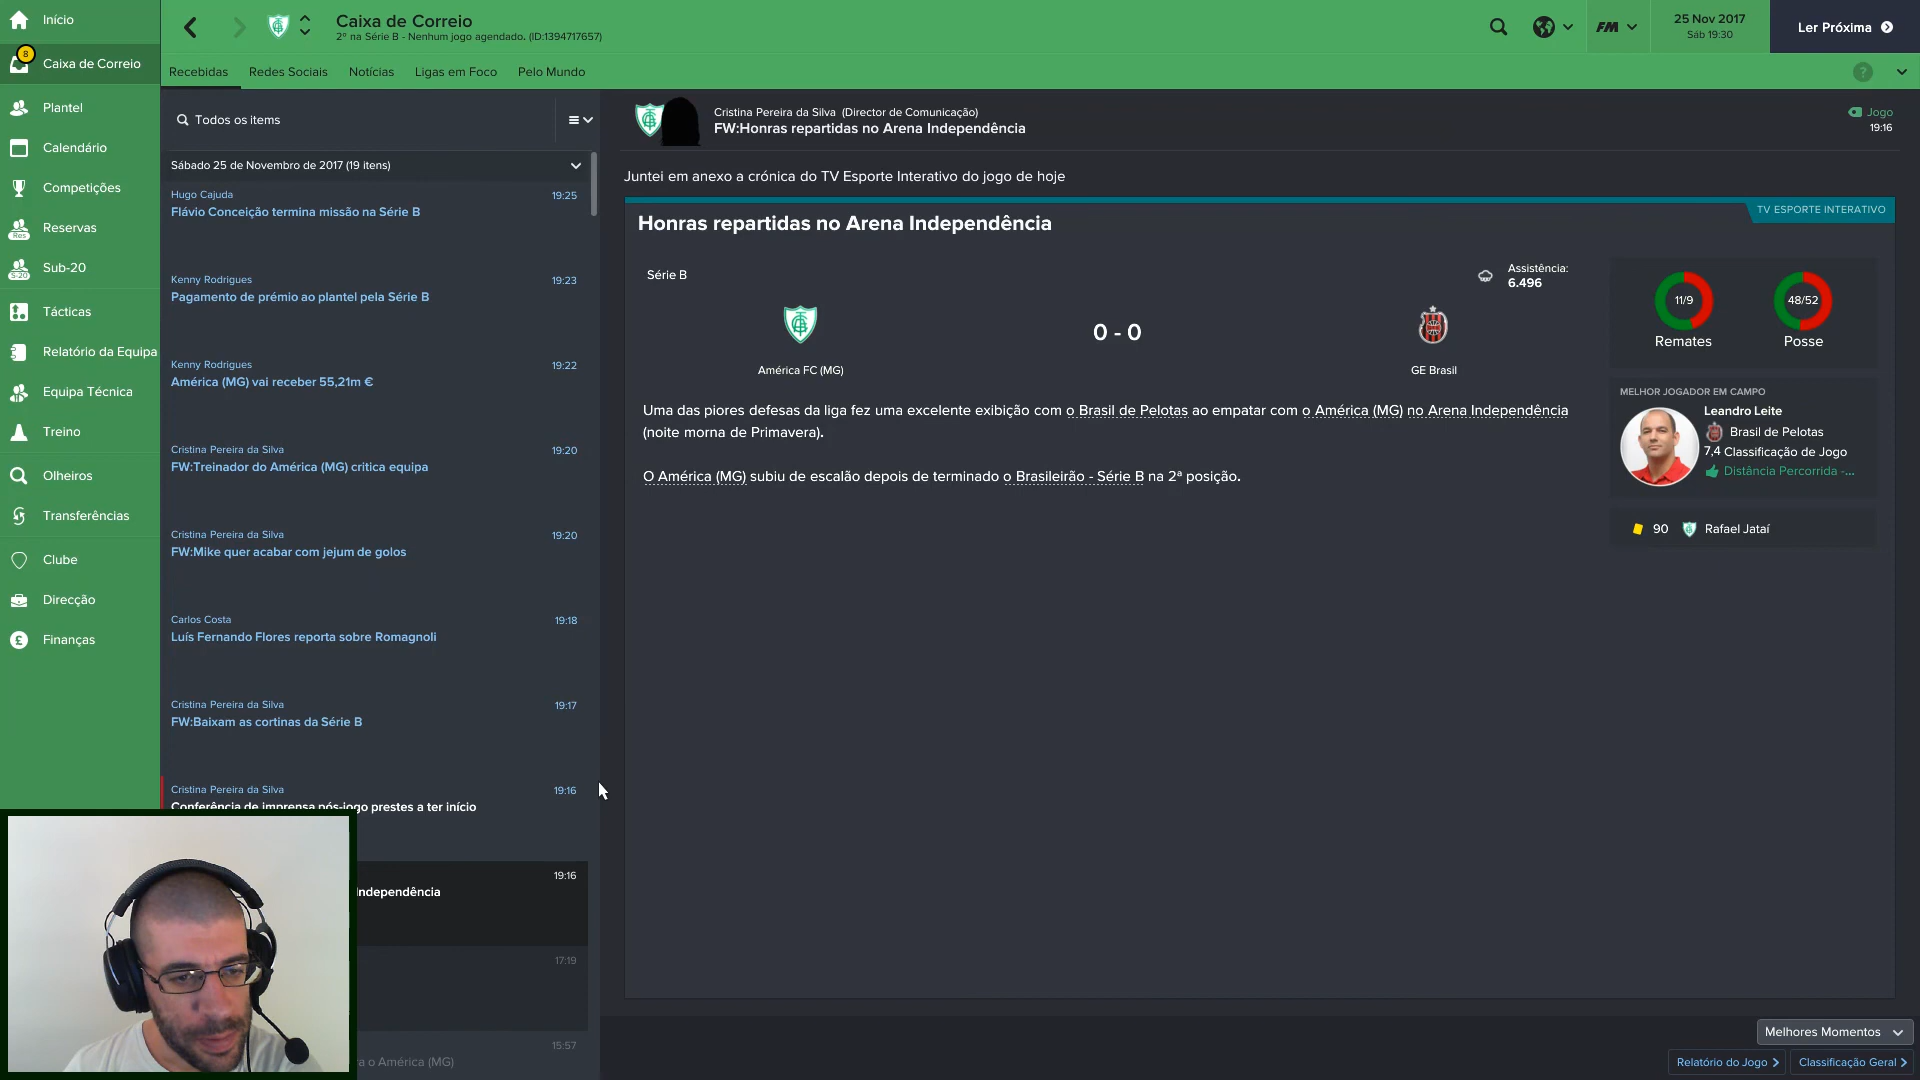 Início
8
Caixa de Correio
Plantel
Calendário
Competições
Res
Reservas
S-20
Sub-20
Tácticas
Relatório da Equipa
Equipa Técnica
Treino
Olheiros
Transferências
Clube
Direcção
Finanças
Caixa de Correio
2º na Série B - Nenhum jogo agendado. (ID:1394717657)
FM
25 Nov 2017
Sáb 19:30
Ler Próxima
Recebidas Redes Sociais Notícias Ligas em Foco Pelo Mundo
?
Todos os items
Sábado 25 de Novembro de 2017 (19 itens)
Hugo Cajuda 19:25
Flávio Conceição termina missão na Série B
Kenny Rodrigues 19:23
Pagamento de prémio ao plantel pela Série B
Kenny Rodrigues 19:22
América (MG) vai receber 55,21m €
Cristina Pereira da Silva 19:20
FW:Treinador do América (MG) critica equipa
Cristina Pereira da Silva 19:20
FW:Mike quer acabar com jejum de golos
Carlos Costa 19:18
Luís Fernando Flores reporta sobre Romagnoli
Cristina Pereira da Silva 19:17
FW:Baixam as cortinas da Série B
Cristina Pereira da Silva 19:16
Conferência de imprensa pós-jogo prestes a ter início
19:16
Independência
17:19
15:57
a o América (MG)
Cristina Pereira da Silva (Director de Comunicação)
FW:Honras repartidas no Arena Independência
Jogo
19:16
Juntei em anexo a crónica do TV Esporte Interativo do jogo de hoje
TV ESPORTE INTERATIVO
Honras repartidas no Arena Independência
Série B
Assistência:
6.496
0 - 0
América FC (MG)
GE Brasil
Uma das piores defesas da liga fez uma excelente exibição com o Brasil de Pelotas ao empatar com o América (MG) no Arena Independência
(noite morna de Primavera).
O América (MG) subiu de escalão depois de terminado o Brasileirão - Série B na 2ª posição.
11/9
48/52
Remates
Posse
MELHOR JOGADOR EM CAMPO
Leandro Leite
Brasil de Pelotas
7,4 Classificação de Jogo
Distância Percorrida -...
90 Rafael Jataí
Melhores Momentos
Relatório do Jogo
Classificação Geral